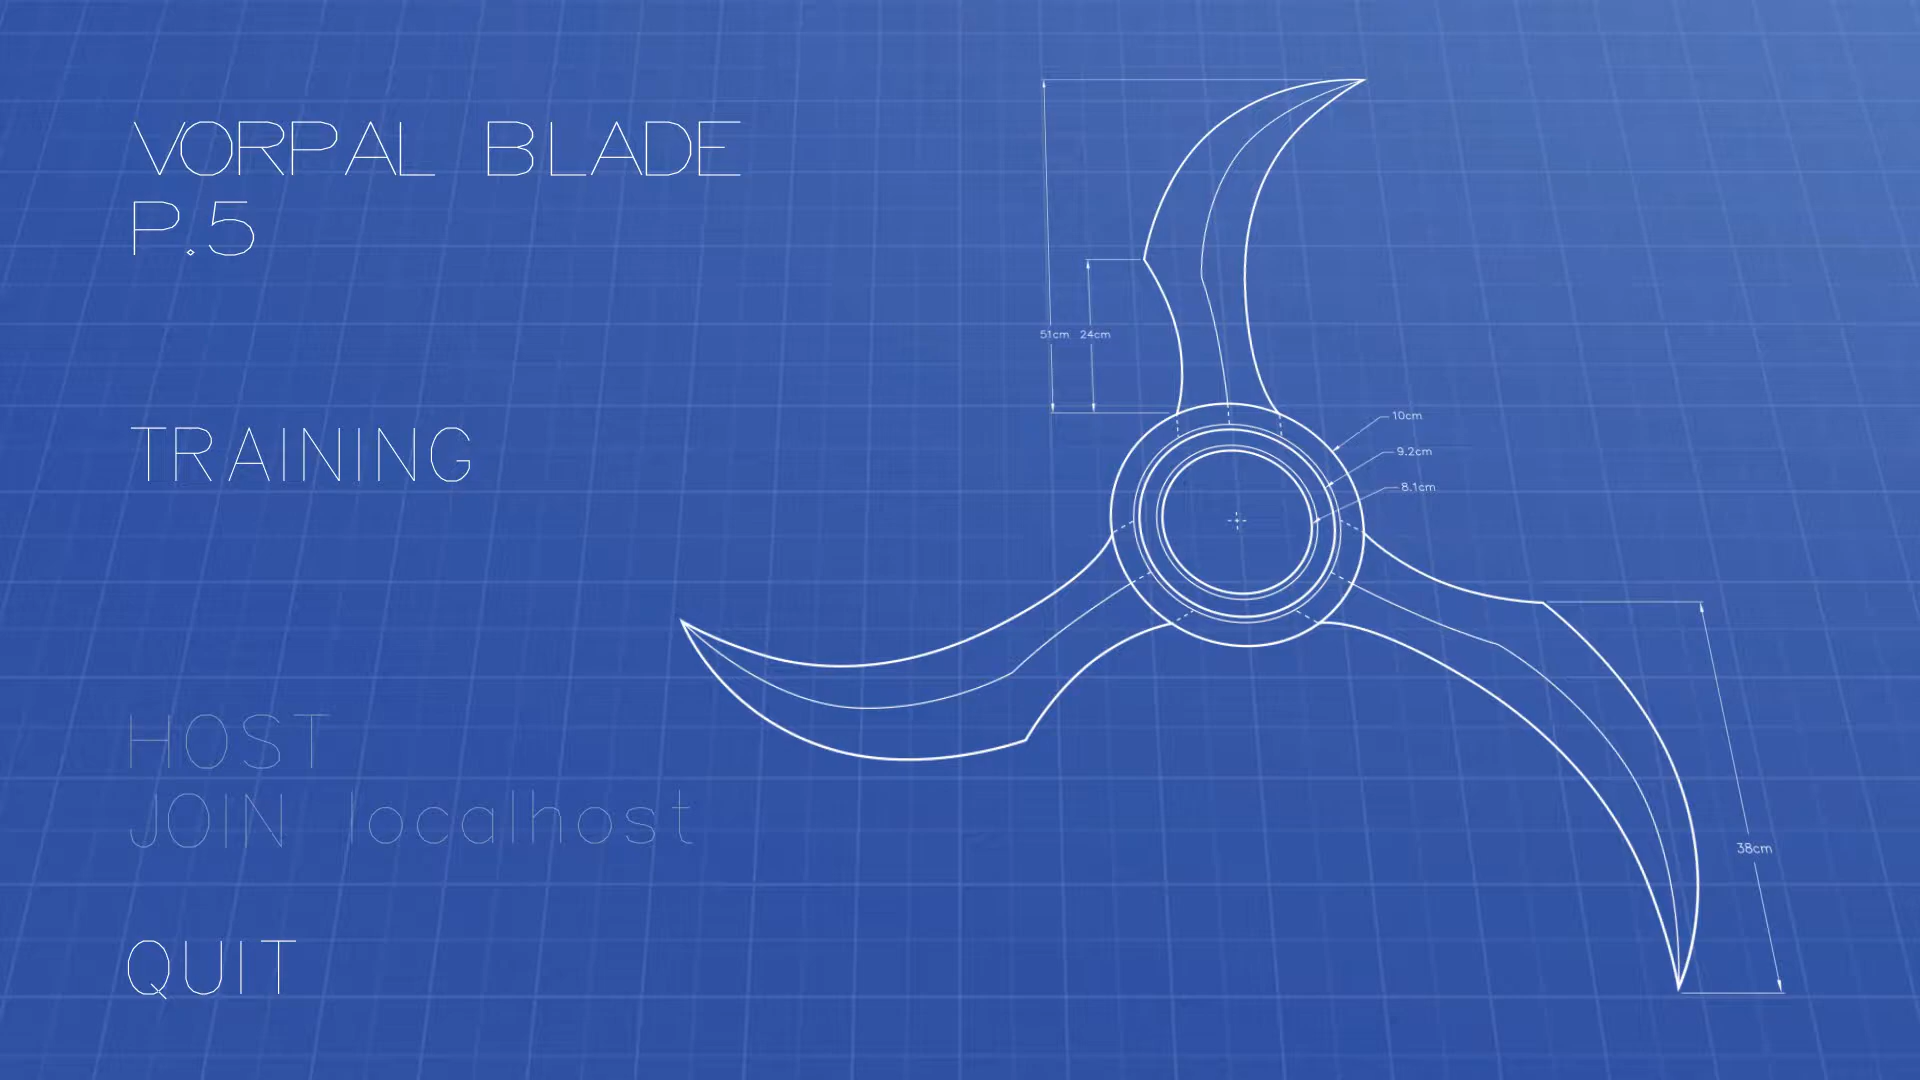 VORPAL BLADE
P.5
TRAINING
HOST
JOIN localhost
QUIT
51cm 24cm
10cm
9.2cm
8.1cm
38cm